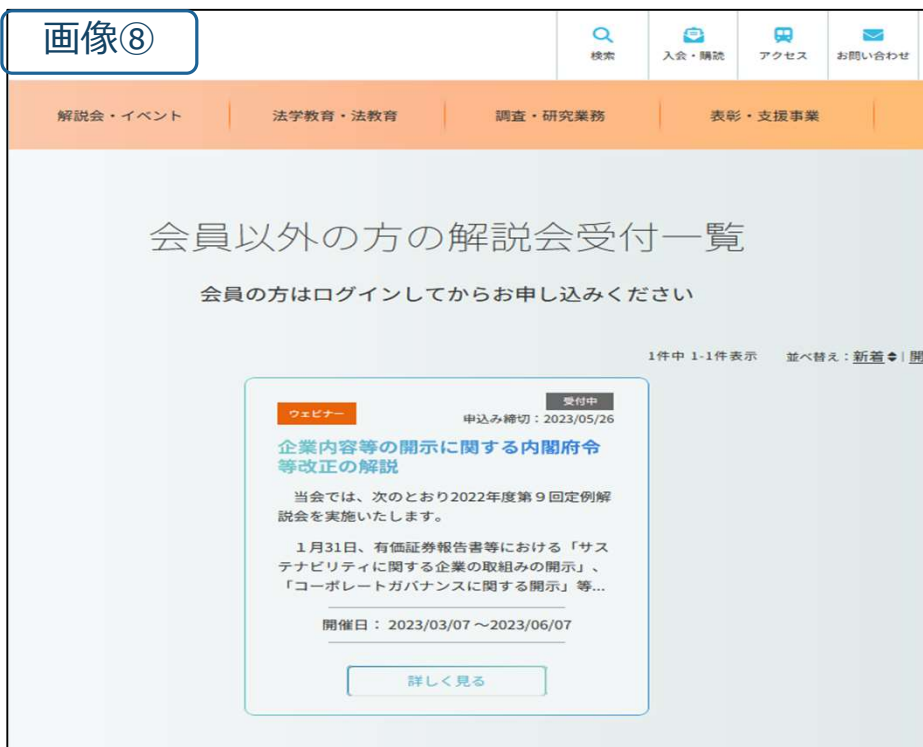 画像⑧
検索
入会・購読
アクセス
お問い合わせ
解説会・イベント
法学教育・法教育
調査・研究業務
表彰・支援事業
会員以外の方の解説会受付一覧
会員の方はログインしてからお申し込みください
1件中 1-1件表示 並べ替え：新着 | 開
ウェビナー
受付中
申込み締切：2023/05/26
企業内容等の開示に関する内閣府令
等改正の解説
当会では、次のとおり2022年度第９回定例解
説会を実施いたします。
１月31日、有価証券報告書等における「サス
テナビリティに関する企業の取組みの開示」、
「コーポレートガバナンスに関する開示」等...
開催日： 2023/03/07 ～2023/06/07
詳しく見る